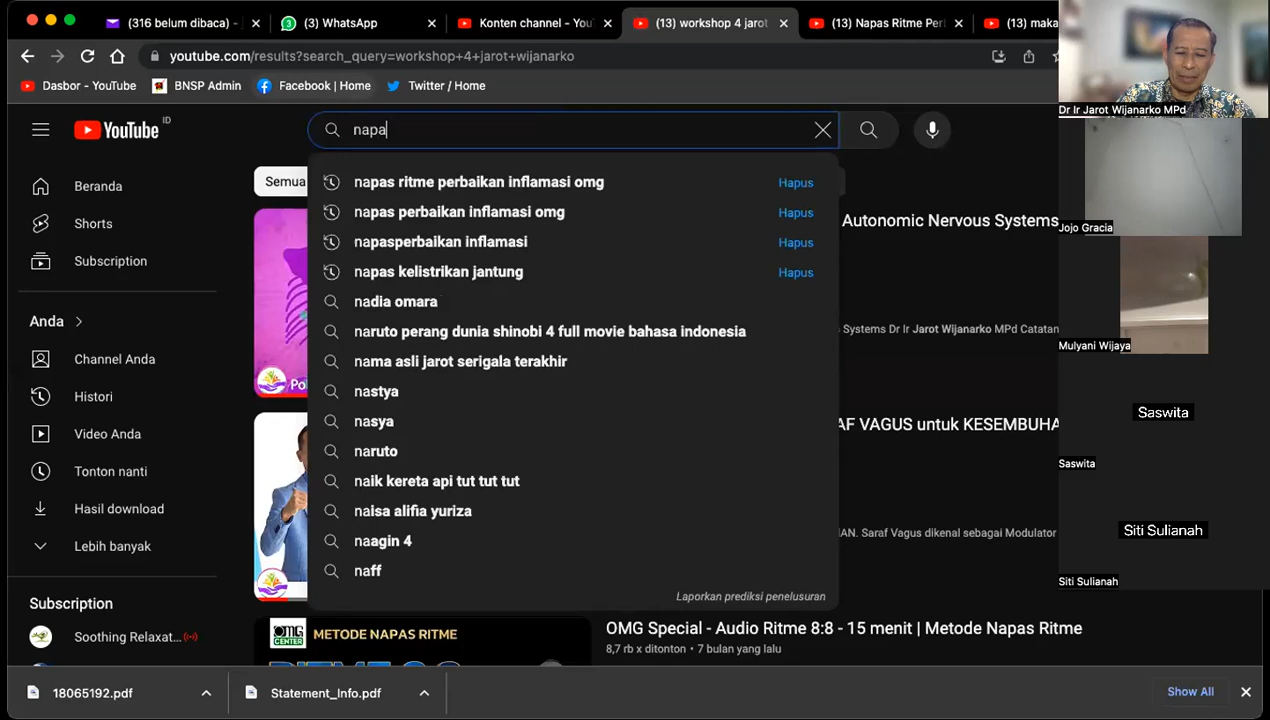 (316 belum dibaca) -
(3) WhatsApp
Konten channel - You
(13) workshop 4 jarot
(13) Napas Ritme Per
(13) maka
youtube.com/results?search_query=workshop+4+jarot+wijanarko
Dasbor - YouTube
BNSP Admin
Facebook | Home
Twitter / Home
Dr Ir Jarot Wijanarko MPd
YouTube ID
napa
Beranda
Shorts
Subscription
Anda
Channel Anda
Histori
Video Anda
Tonton nanti
Hasil download
Lebih banyak
Subscription
Soothing Relaxat...
Semua
napas ritme perbaikan inflamasi omg Hapus
napas perbaikan inflamasi omg Hapus
napasperbaikan inflamasi Hapus
napas kelistrikan jantung Hapus
nadia omara
naruto perang dunia shinobi 4 full movie bahasa indonesia
nama asli jarot serigala terakhir
nastya
nasya
naruto
naik kereta api tut tut tut
naisa alifia yuriza
naagin 4
naff
Laporkan prediksi penelusuran
Autonomic Nervous Systems
Systems Dr Ir Jarot Wijanarko MPd Catatan
AF VAGUS untuk KESEMBUHA
HAN. Saraf Vagus dikenal sebagai Modulator
OMG CENTER
METODE NAPAS RITME
OMG Special - Audio Ritme 8:8 - 15 menit | Metode Napas Ritme
8,7 rb x ditonton • 7 bulan yang lalu
Jojo Gracia
Mulyani Wijaya
Saswita
Saswita
Siti Sulianah
Siti Sulianah
18065192.pdf
Statement_Info.pdf
Show All